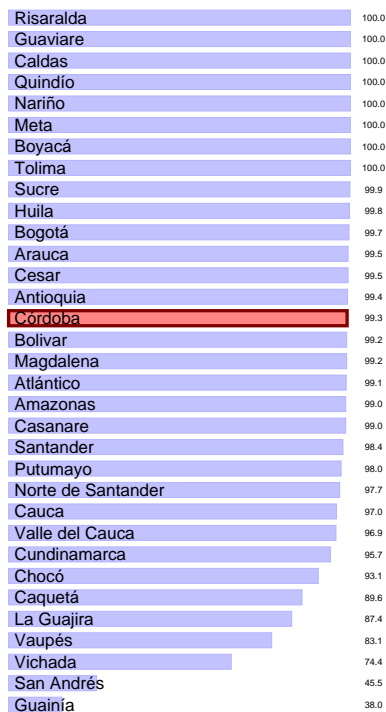 Risaralda 100.0
Guaviare 100.0
Caldas 100.0
Quindío 100.0
Nariño 100.0
Meta 100.0
Boyacá 100.0
Tolima 100.0
Sucre 99.9
Huila 99.8
Bogotá 99.7
Arauca 99.5
Cesar 99.5
Antioquia 99.4
Córdoba 99.3
Bolivar 99.2
Magdalena 99.2
Atlántico 99.1
Amazonas 99.0
Casanare 99.0
Santander 98.4
Putumayo 98.0
Norte de Santander 97.7
Cauca 97.0
Valle del Cauca 96.9
Cundinamarca 95.7
Chocó 93.1
Caquetá 89.6
La Guajira 87.4
Vaupés 83.1
Vichada 74.4
San Andrés 45.5
Guainía 38.0